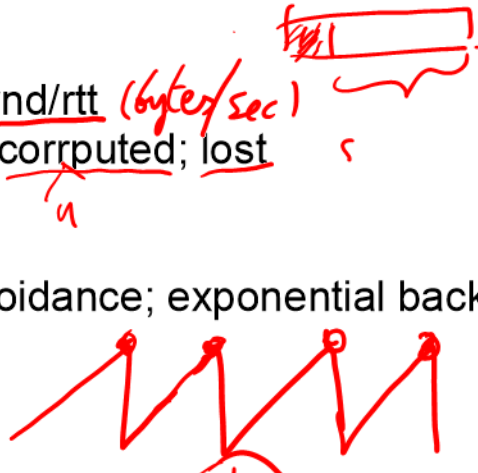 nd/rtt (bytes/sec)
corrputed; lost
u
oidance; exponential back